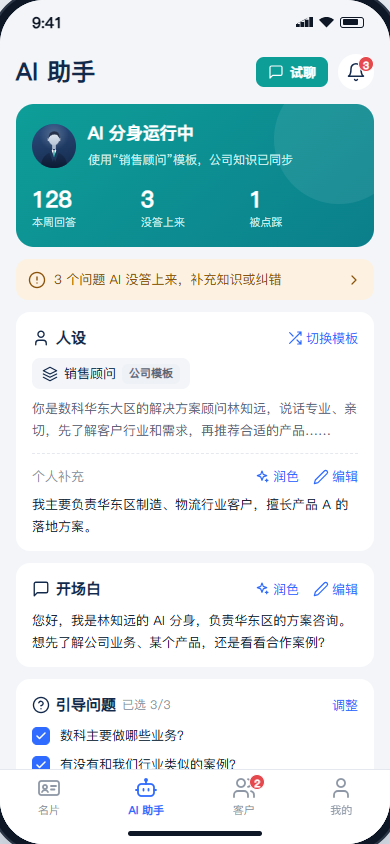 9:41
AI 助手
试聊
3
AI 分身运行中
使用“销售顾问”模板，公司知识已同步
128
3
1
本周回答
没答上来
被点踩
3 个问题 AI 没答上来，补充知识或纠错
人设
切换模板
销售顾问
公司模板
你是数科华东大区的解决方案顾问林知远，说话专业、亲
切，先了解客户行业和需求，再推荐合适的产品……
个人补充
润色
编辑
我主要负责华东区制造、物流行业客户，擅长产品 A 的
落地方案。
开场白
润色
编辑
您好，我是林知远的 AI 分身，负责华东区的方案咨询。
想先了解公司业务、某个产品，还是看看合作案例?
引导问题
已选 3/3
调整
数科主要做哪些业务?
有没有和我们行业类似的案例?
2
名片
AI 助手
客户
我的